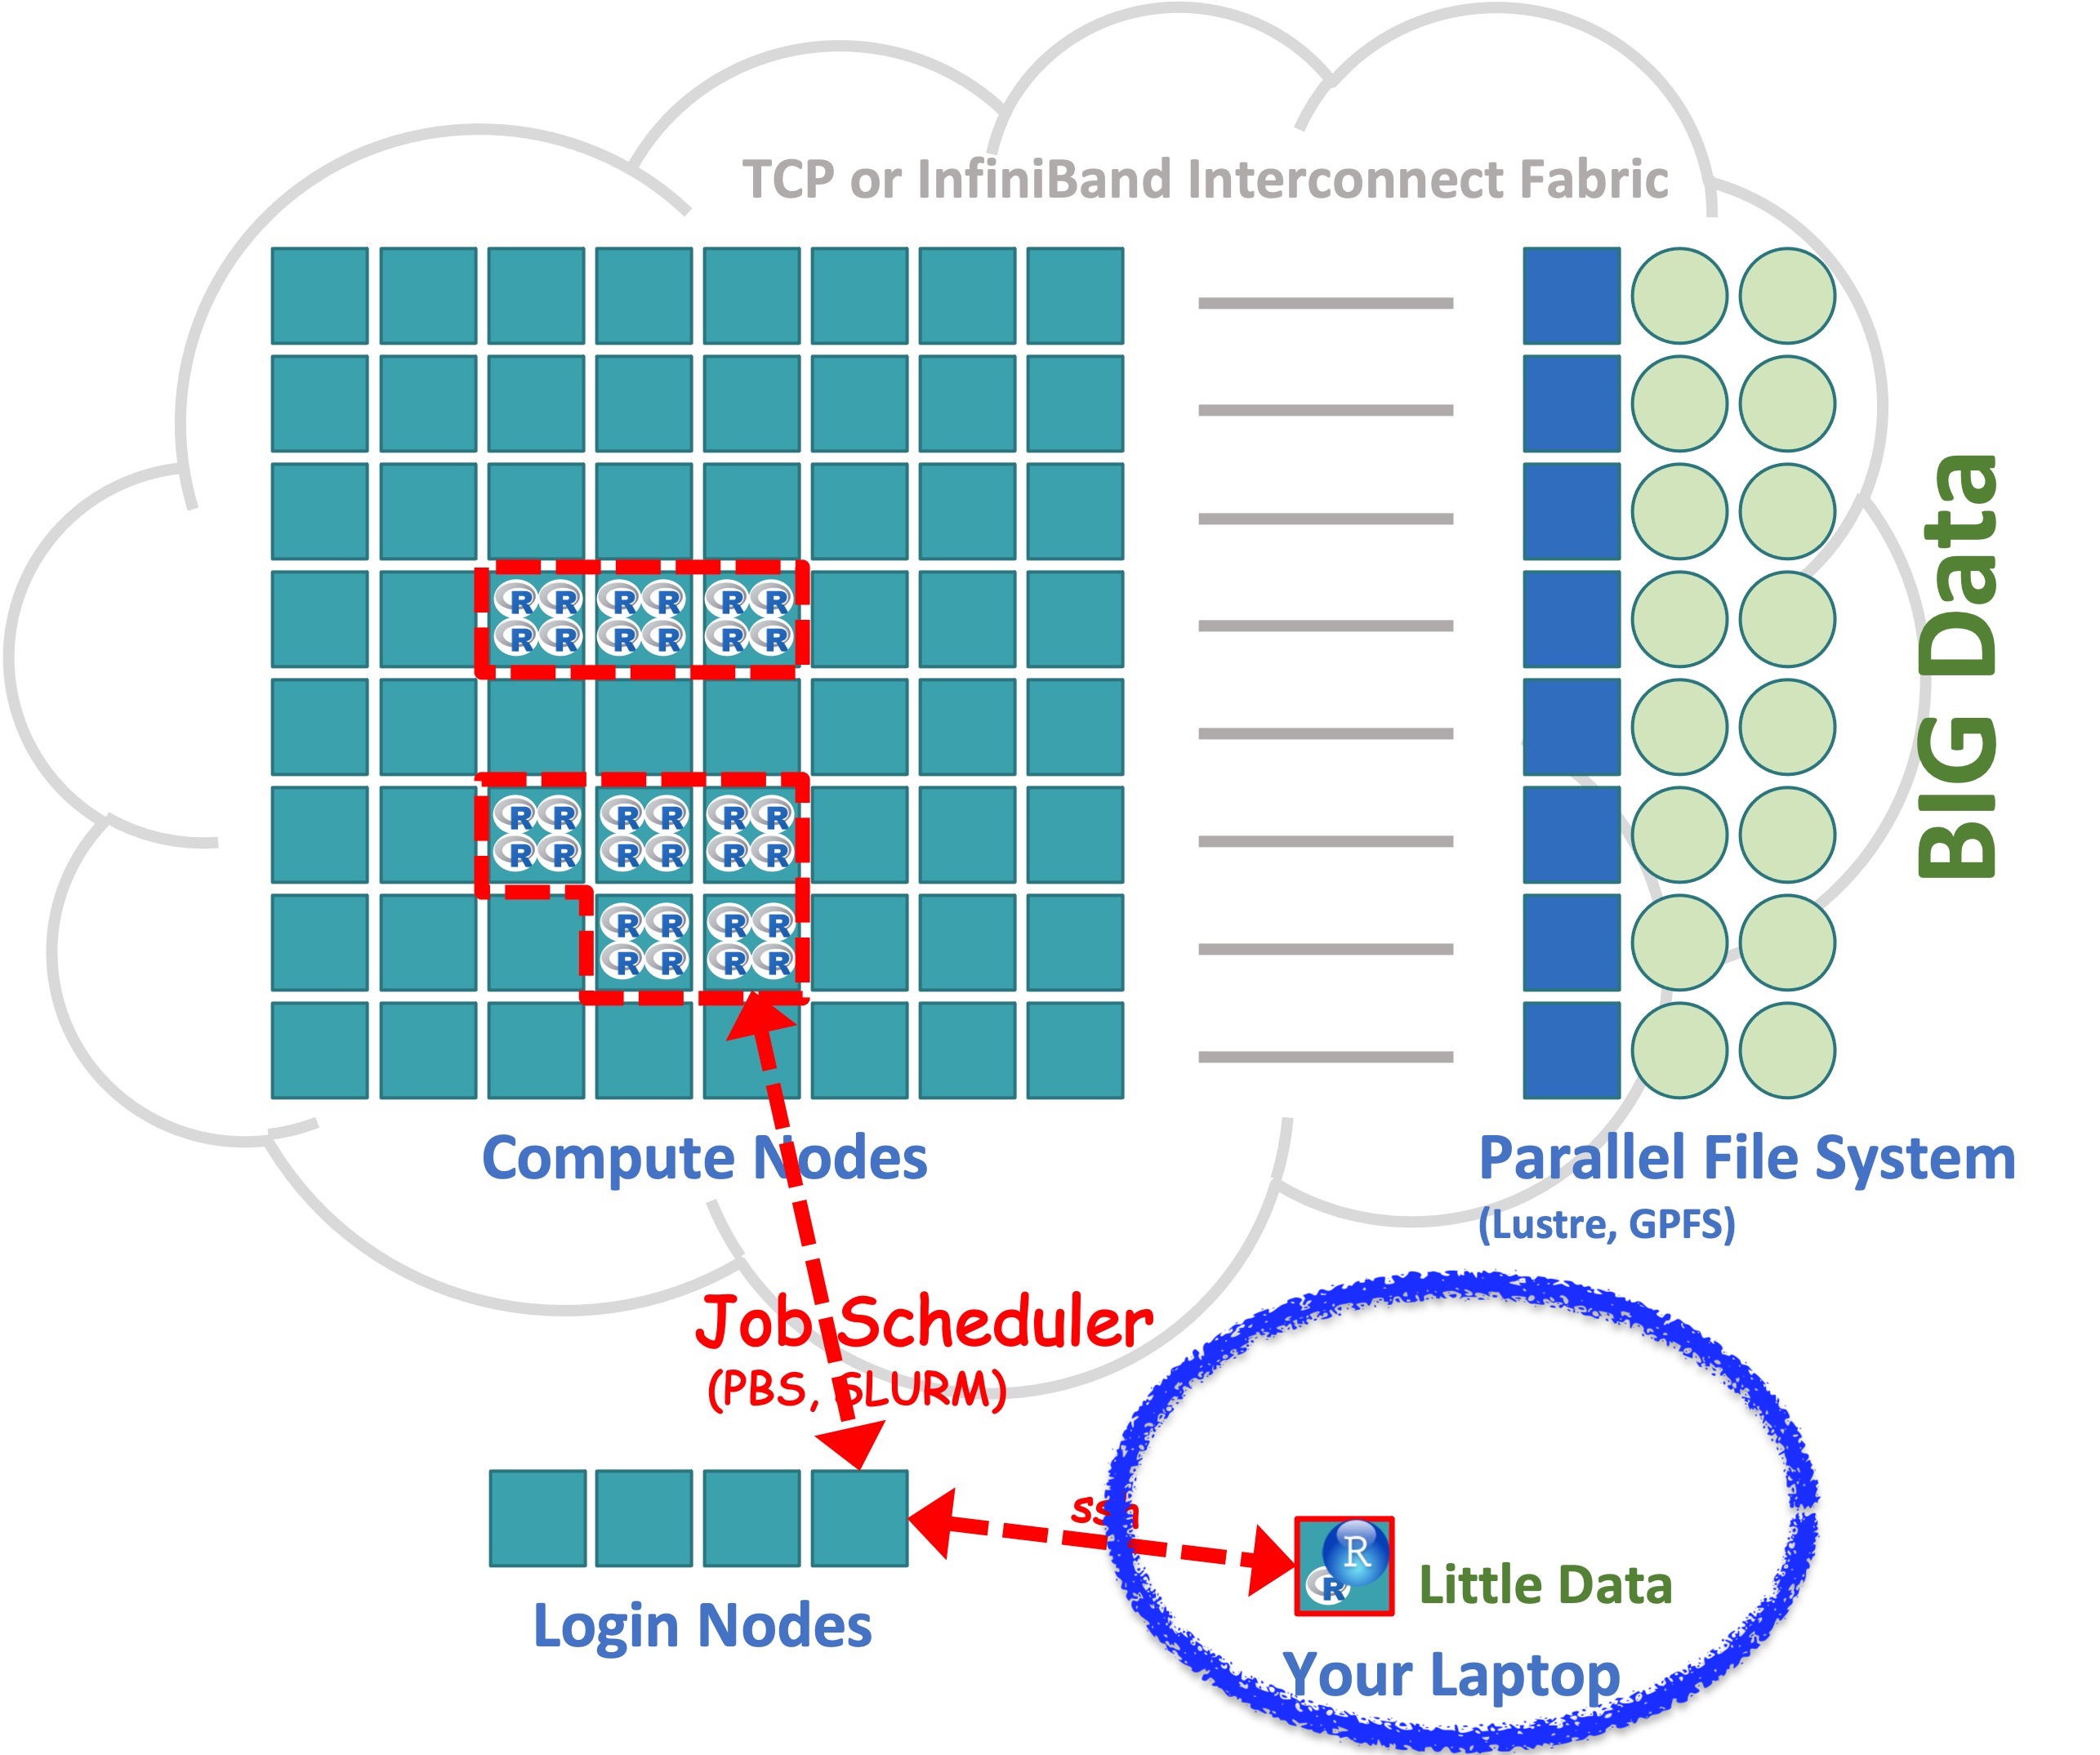 TCP or InfiniBand Interconnect Fabric
R R R R R R
R R R R R R
R R R R R R
R R R R R R
R R R R
R R R R
BIG Data
Compute Nodes
Parallel File System
(Lustre, GPFS)
Job Scheduler
(PBS, SLURM)
ssh
R
R
Little Data
Login Nodes
Your Laptop